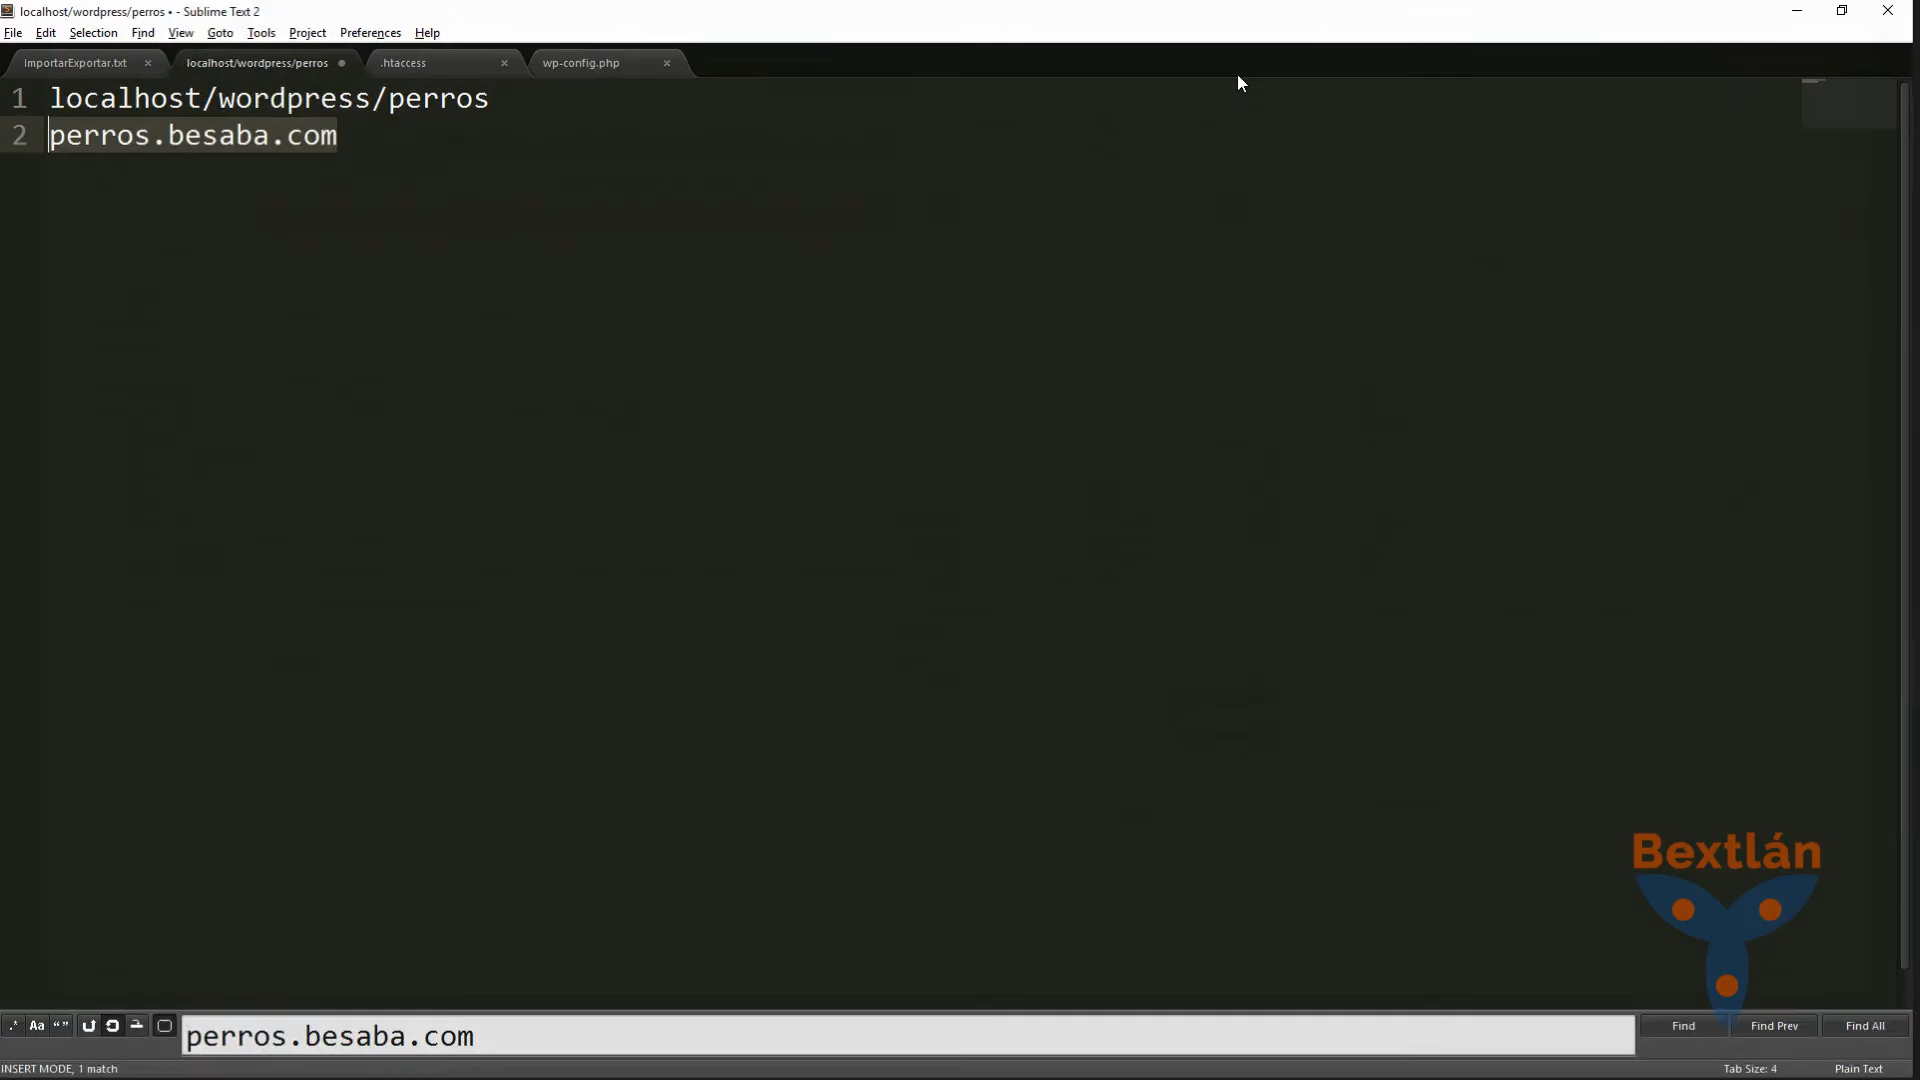 localhost/wordpress/perros • - Sublime Text 2
File Edit Selection Find View Goto Tools Project Preferences Help
ImportarExportar.txt × localhost/wordpress/perros .htaccess × wp-config.php ×
1 localhost/wordpress/perros
2 perros.besaba.com
Bextlán
.* Aa “” perros.besaba.com Find Find Prev Find All
INSERT MODE, 1 match Tab Size: 4 Plain Text